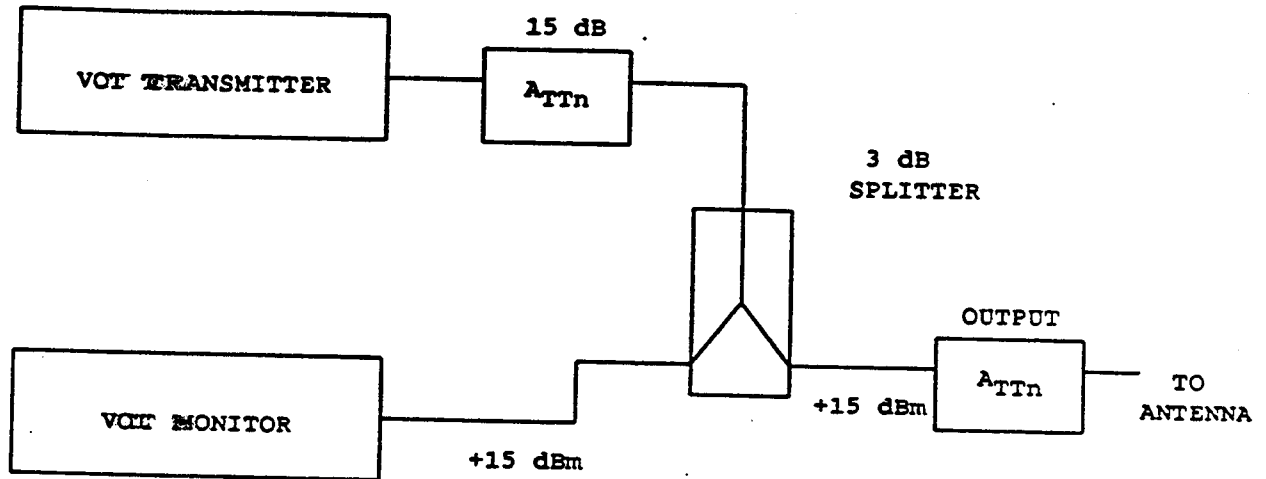 15 dB
VOT TRANSMITTER
ATTn
3 dB
SPLITTER
OUTPUT
ATTn
TO
ANTENNA
+15 dBm
VOT MONITOR
+15 dBm